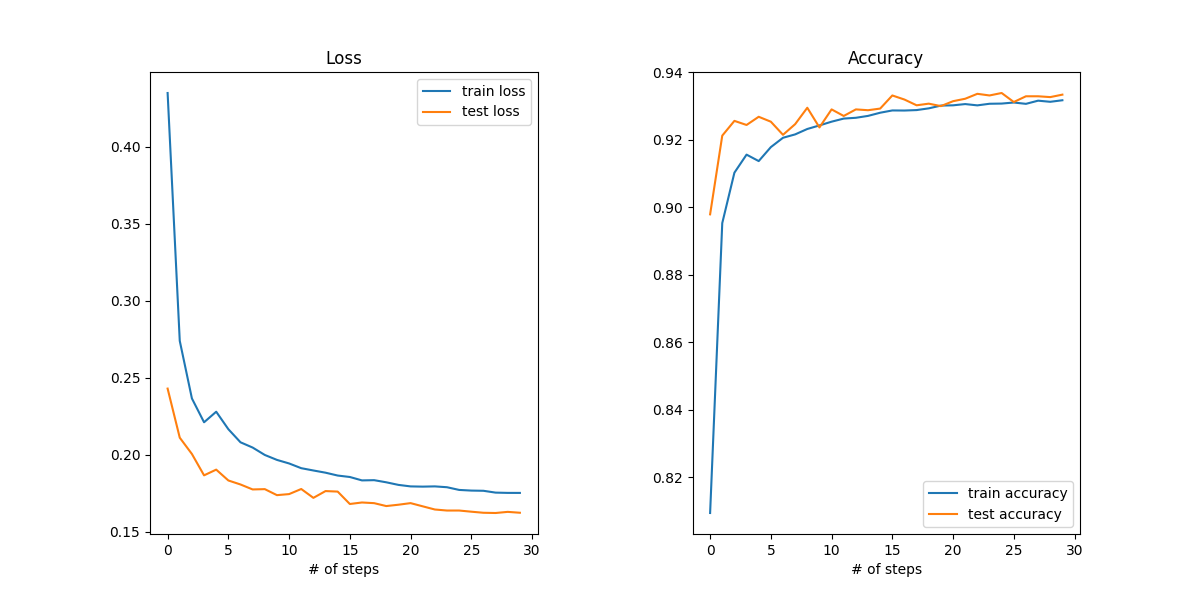 Loss
train loss
test loss
0.40
0.35
0.30
0.25
0.20
0.15
0 5 10 15 20 25 30
# of steps
Accuracy
0.94
0.92
0.90
0.88
0.86
0.84
0.82
train accuracy
test accuracy
0 5 10 15 20 25 30
# of steps